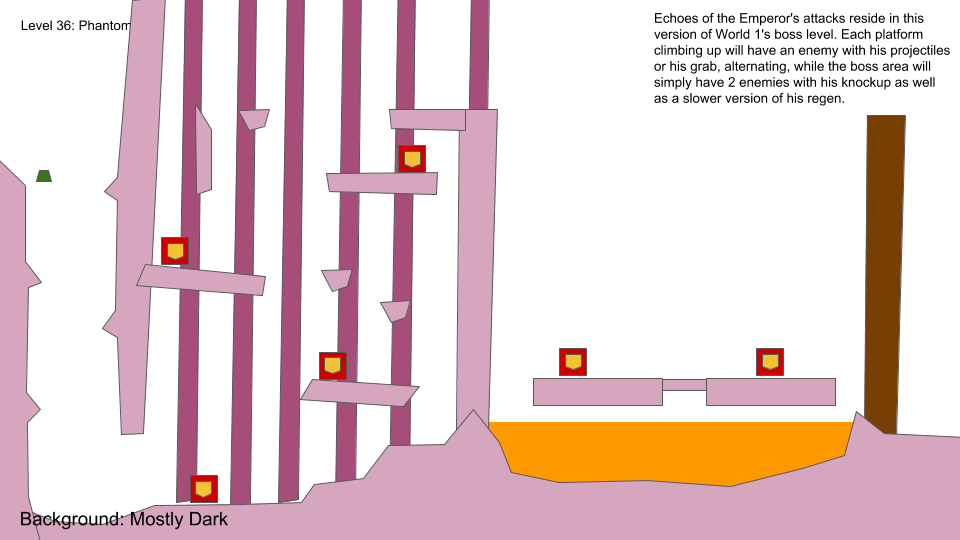 Level 36: Phantom
Echoes of the Emperor's attacks reside in this
version of World 1's boss level. Each platform
climbing up will have an enemy with his projectiles
or his grab, alternating, while the boss area will
simply have 2 enemies with his knockup as well
as a slower version of his regen.
Background: Mostly Dark